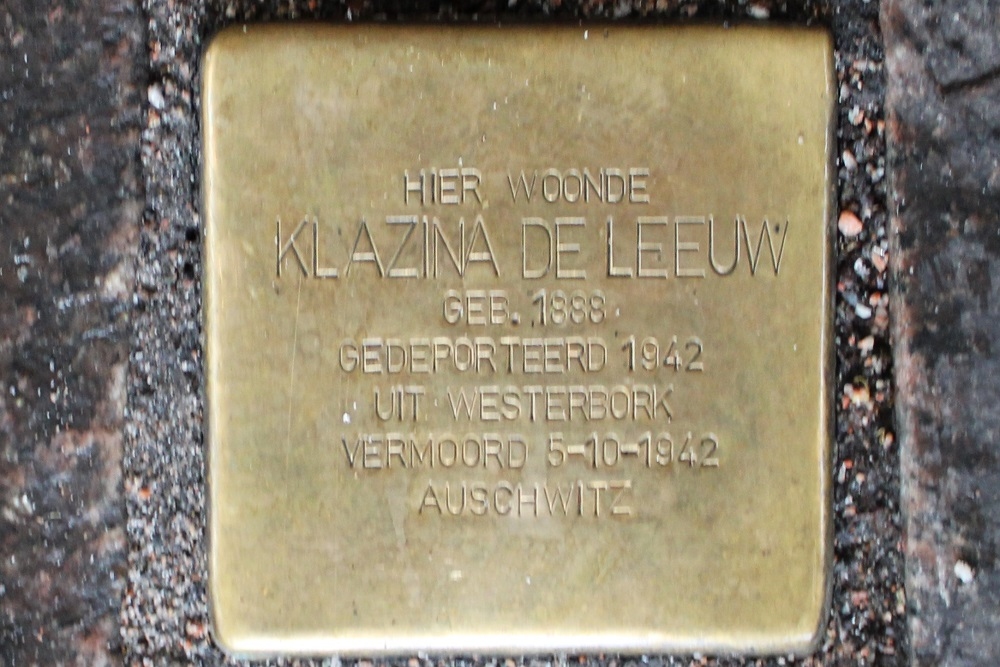 HIER WOONDE
KLAZINA DE LEEUW
GEB. 1888
GEDEPORTEERD 1942
UIT WESTERBORK
VERMOORD 5-10-1942
AUSCHWITZ